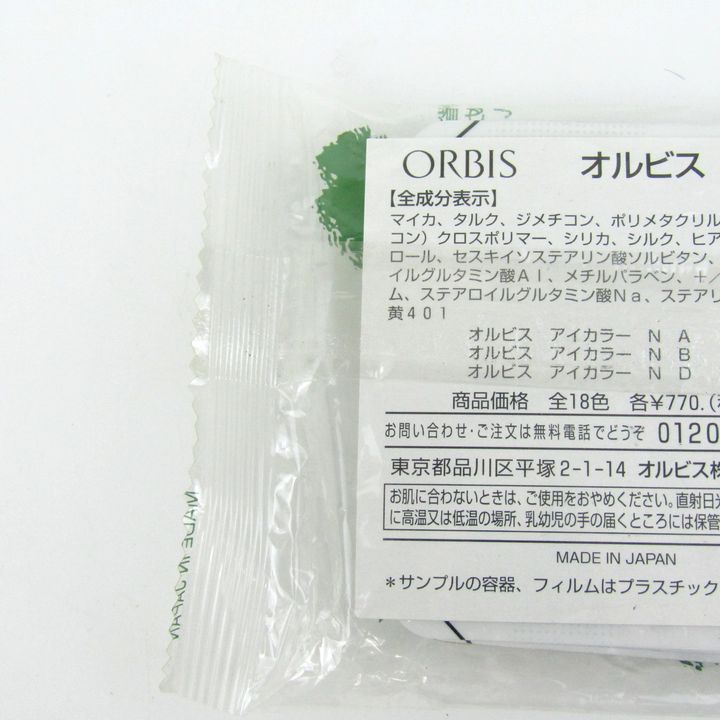 ORBIS オルビス
【全成分表示】
マイカ、タルク、ジメチコン、ポリメタクリル
コン）クロスポリマー、シリカ、シルク、ヒア
ロール、セスキイソステアリン酸ソルビタン、
イルグルタミン酸Ａｌ、メチルパラベン、＋／
ム、ステアロイルグルタミン酸Ｎａ、ステアリ
黄４０１
オルビス アイカラー Ｎ Ａ
オルビス アイカラー Ｎ Ｂ
オルビス アイカラー Ｎ Ｄ
商品価格 全18色 各¥770.(
お問い合わせ・ご注文は無料電話でどうぞ 0120
東京都品川区平塚2-1-14 オルビス株
お肌に合わないときは、ご使用をおやめください。直射日光
に高温又は低温の場所、乳幼児の手の届くところには保管
MADE IN JAPAN
＊サンプルの容器、フィルムはプラスチック
MADE IN JAPAN